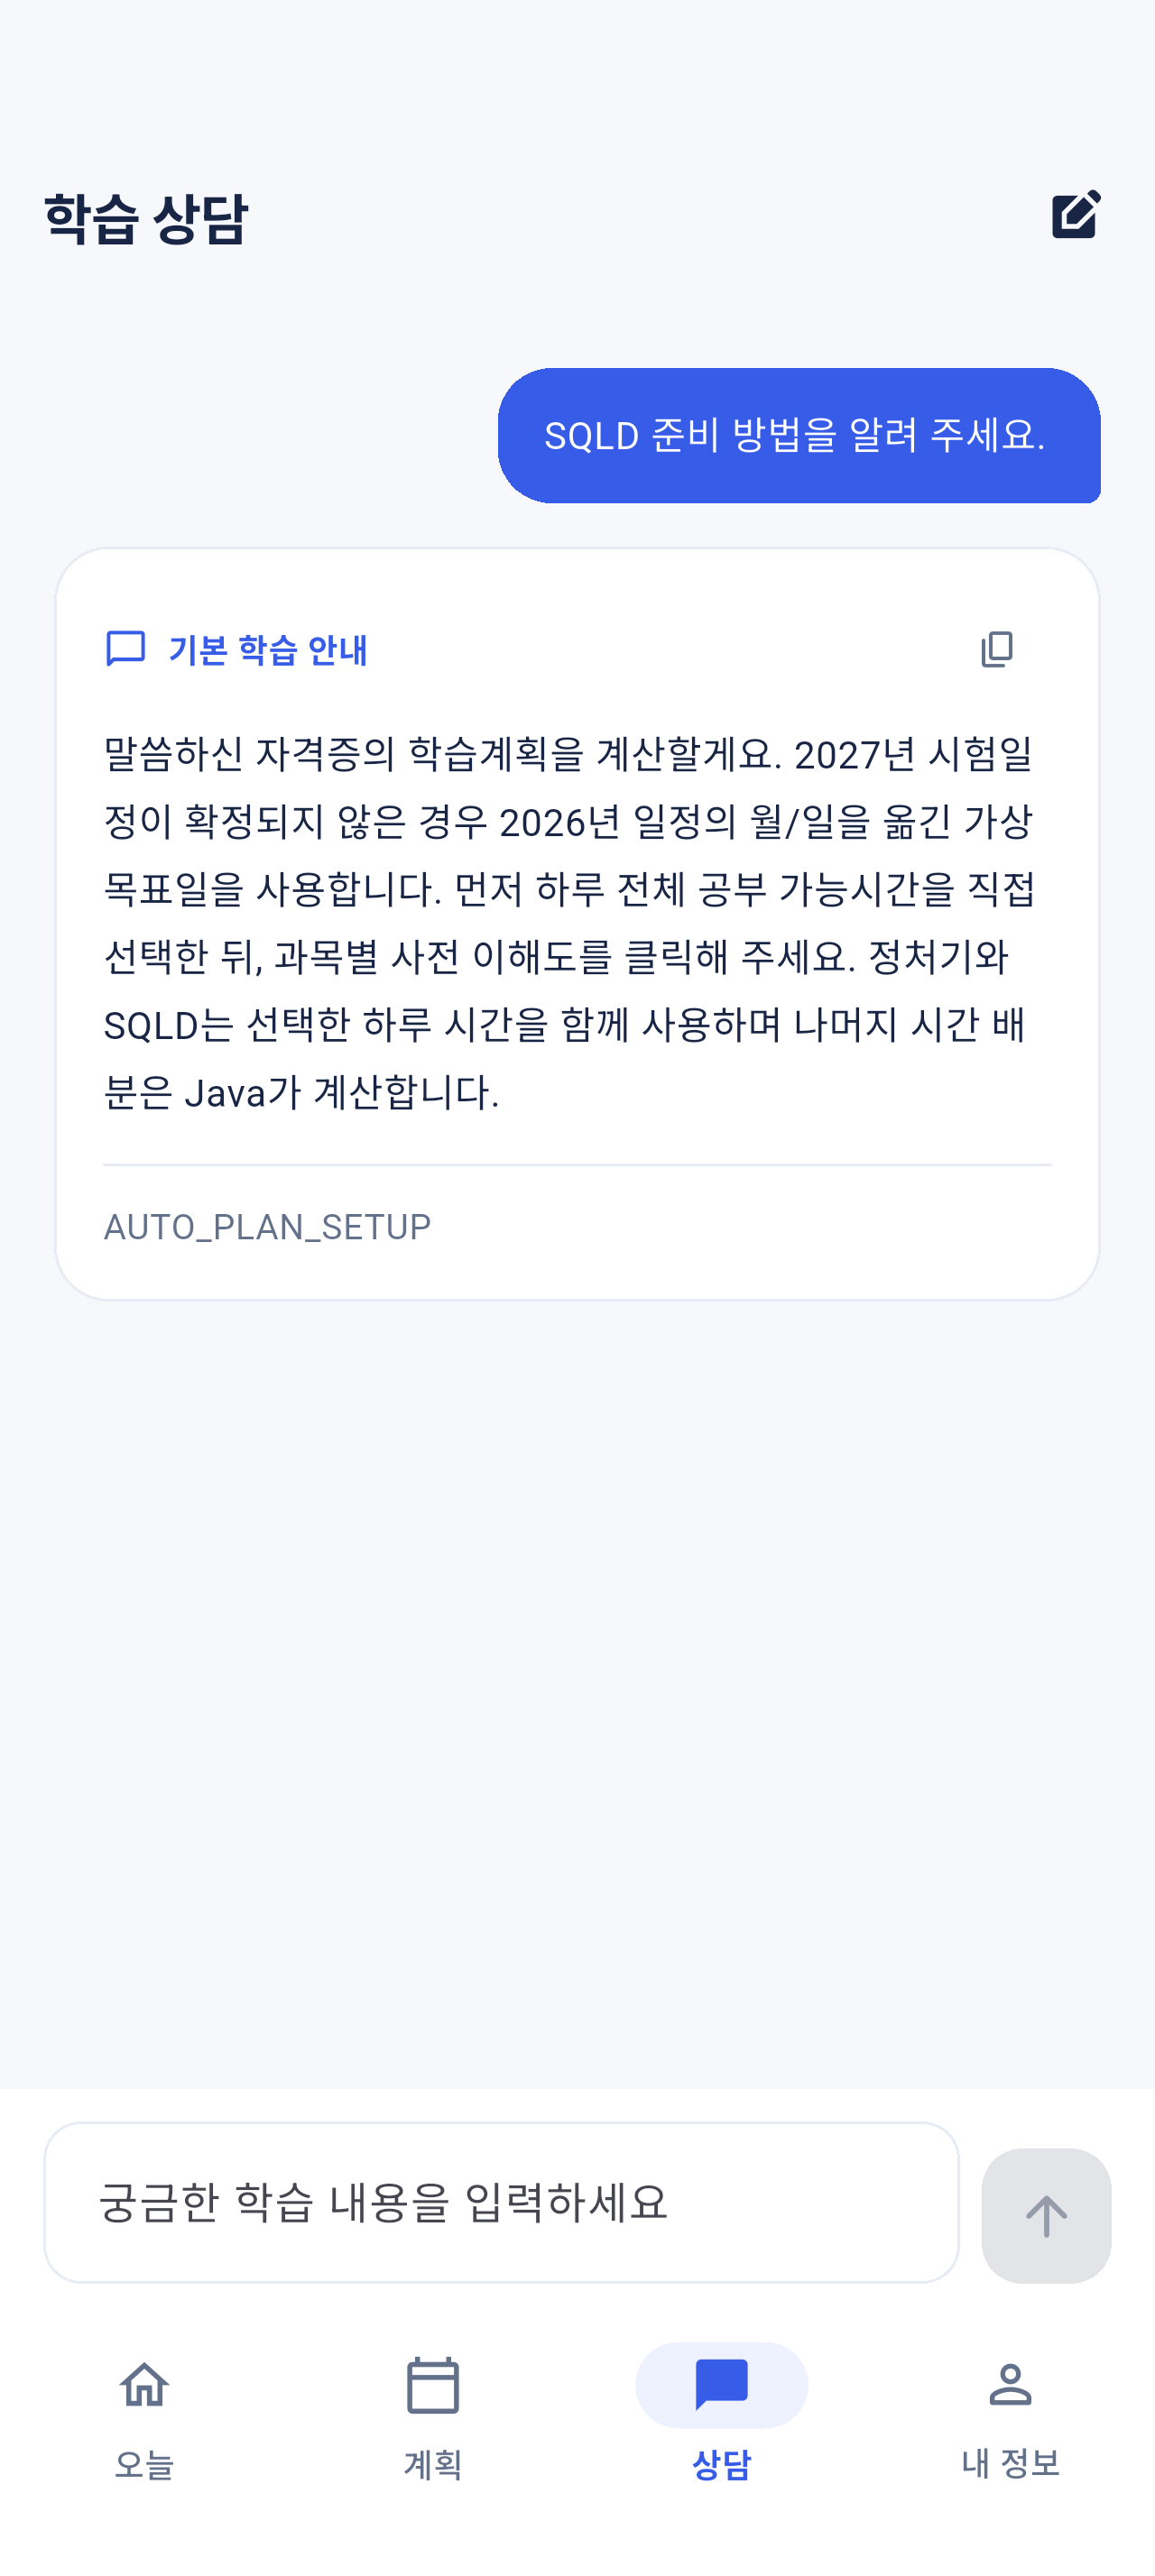 학습 상담
SQLD 준비 방법을 알려 주세요.
기본 학습 안내
말씀하신 자격증의 학습계획을 계산할게요. 2027년 시험일
정이 확정되지 않은 경우 2026년 일정의 월/일을 옮긴 가상
목표일을 사용합니다. 먼저 하루 전체 공부 가능시간을 직접
선택한 뒤, 과목별 사전 이해도를 클릭해 주세요. 정처기와
SQLD는 선택한 하루 시간을 함께 사용하며 나머지 시간 배
분은 Java가 계산합니다.
AUTO_PLAN_SETUP
궁금한 학습 내용을 입력하세요
오늘
계획
상담
내 정보